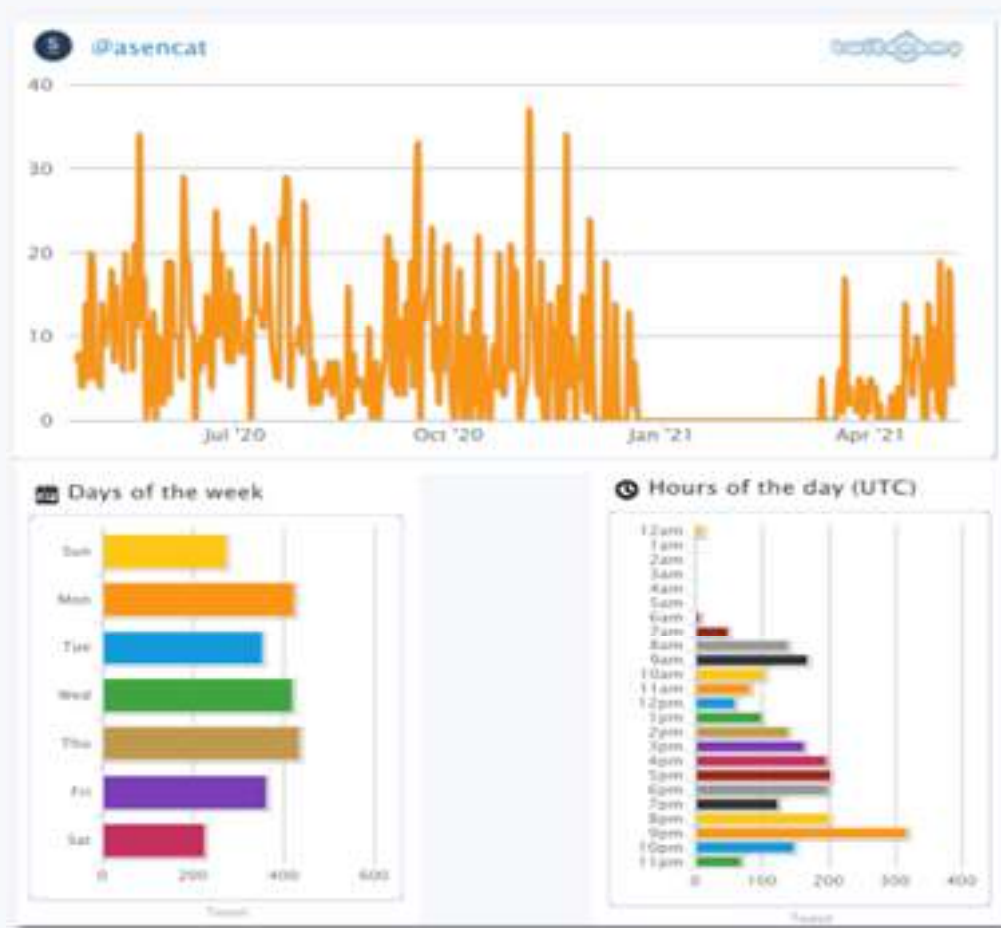 @asencat
40
30
20
10
0
Jul '20
Oct '20
Jan '21
Apr '21
Days of the week
Sun
Mon
Tue
Wed
Thu
Fri
Sat
0
200
400
600
Tweets
Hours of the day (UTC)
12am
1am
2am
3am
4am
5am
6am
7am
8am
9am
10am
11am
12pm
1pm
2pm
3pm
4pm
5pm
6pm
7pm
8pm
9pm
10pm
11pm
0
100
200
300
400
Tweets